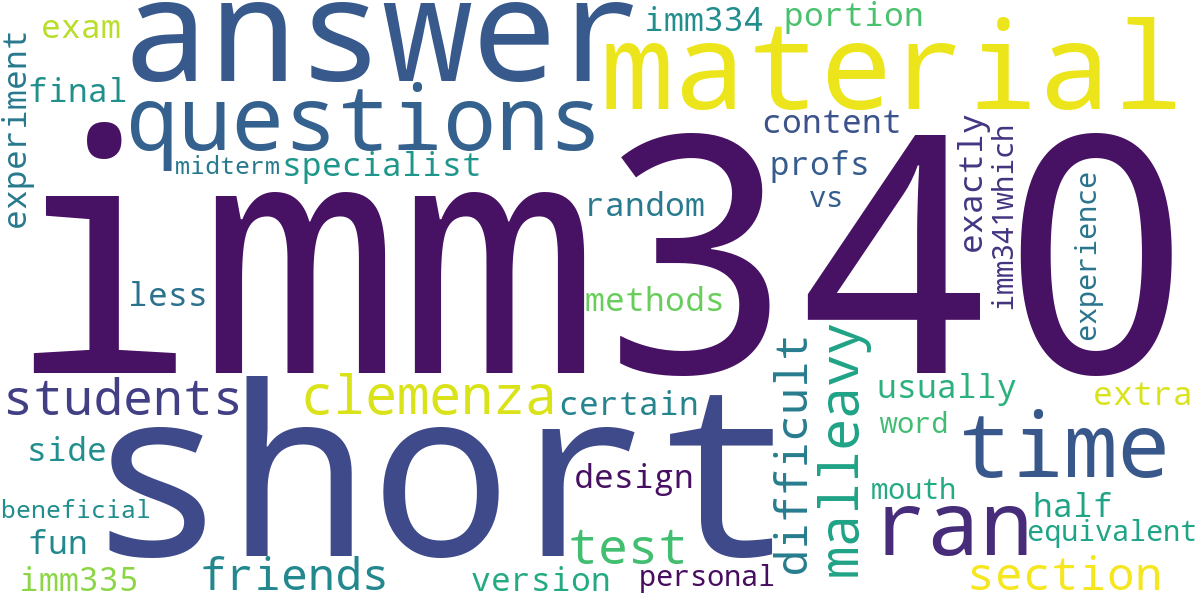 answer
imm334
portion
exam
material
final
questions
experiment
midterm
specialist
content
profs
vs
random
exactly
imm341which
experience
imm340
less
methods
students
clemenza
certain
difficult
malleavy
usually
extra
word
time
side
short
design
mouth
ran
half
equivalent
beneficial
fun
test
imm335
friends
version
personal
section